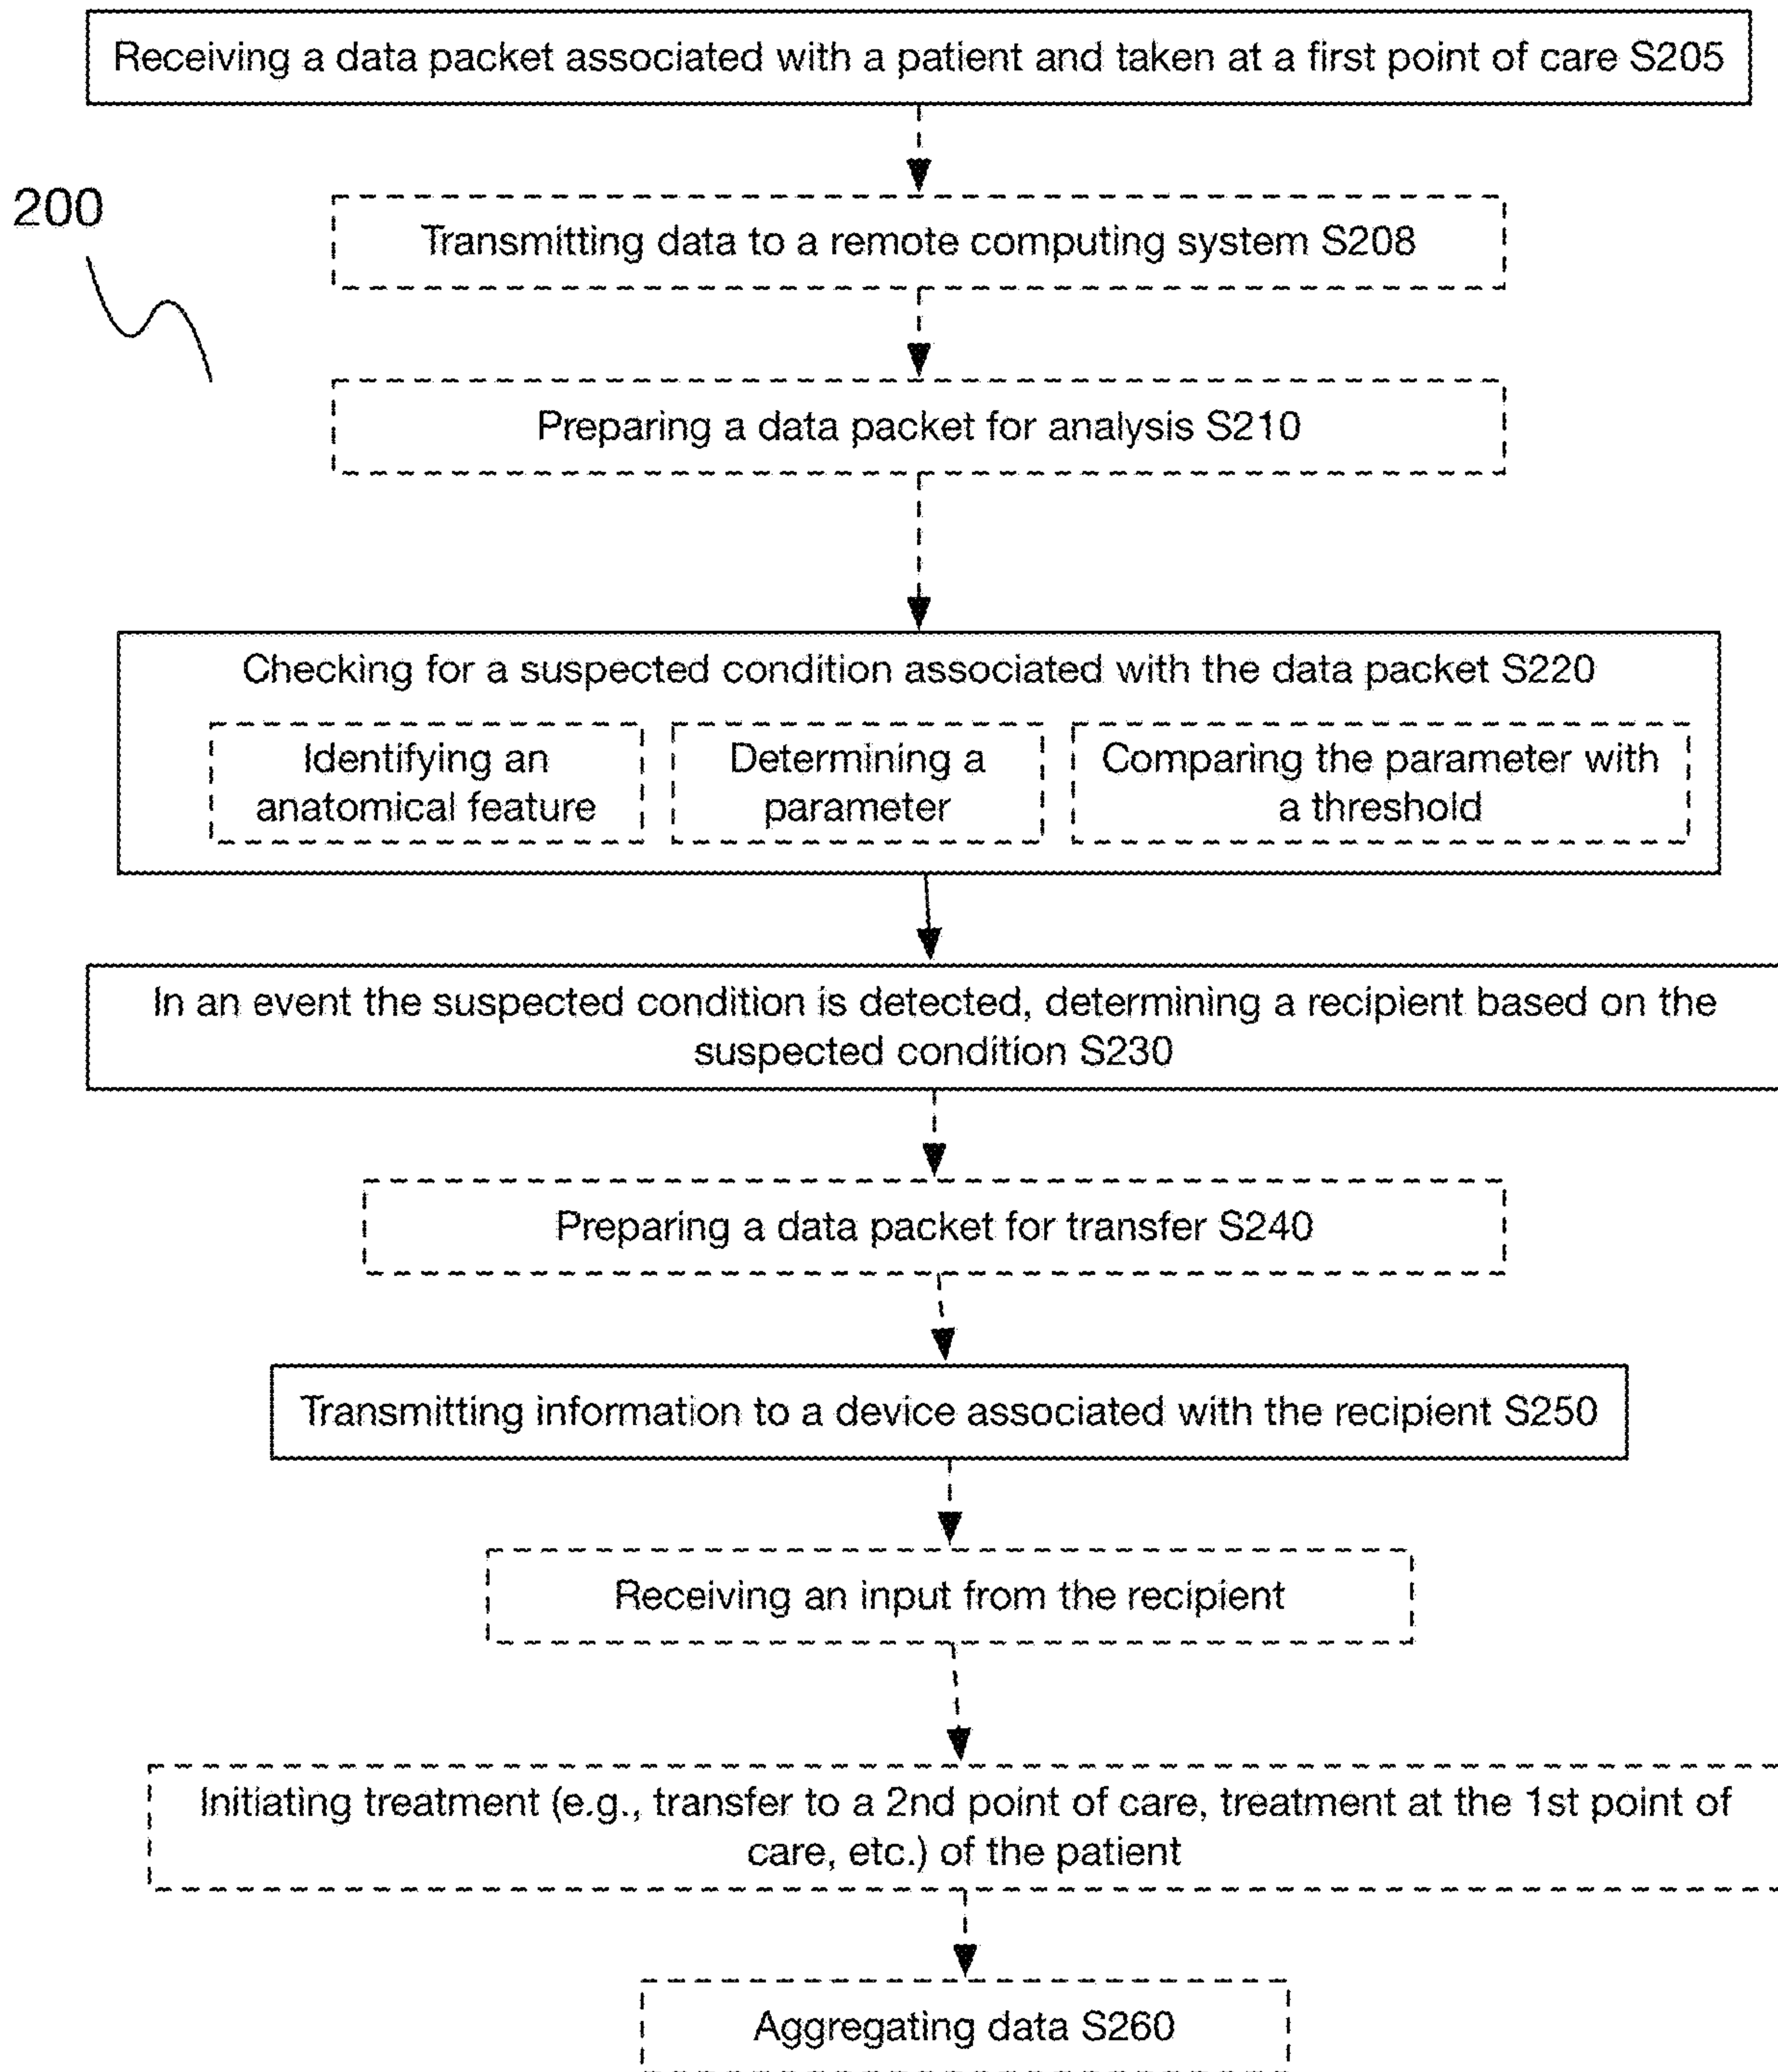 Receiving a data packet associated with a patient and taken at a first point of care S205
200
Transmitting data to a remote computing system S208
Preparing a data packet for analysis S210
Checking for a suspected condition associated with the data packet S220
Identifying an
anatomical feature
Determining a
parameter
Comparing the parameter with
a threshold
In an event the suspected condition is detected, determining a recipient based on the
suspected condition S230
Preparing a data packet for transfer S240
Transmitting information to a device associated with the recipient S250
Receiving an input from the recipient
Initiating treatment (e.g., transfer to a 2nd point of care, treatment at the 1st point of
care, etc.) of the patient
Aggregating data S260